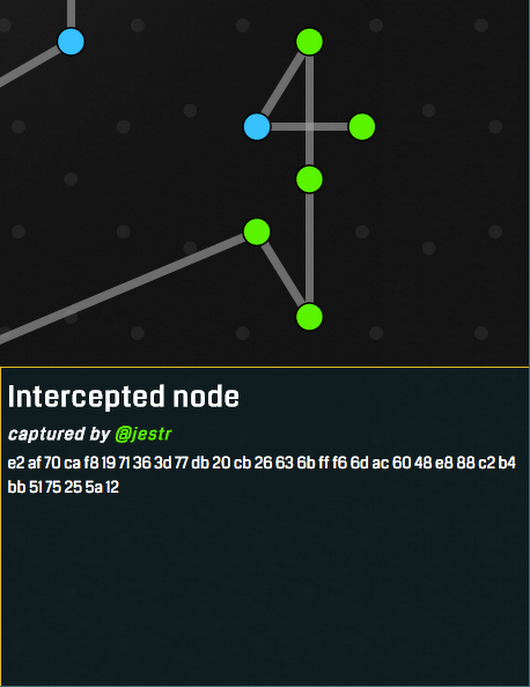 Intercepted node
captured by @jestr
e2 af 70 ca f8 19 71 36 3d 77 db 20 cb 26 63 6b ff f6 6d ac 60 48 e8 88 c2 b4
bb 51 75 25 5a 12